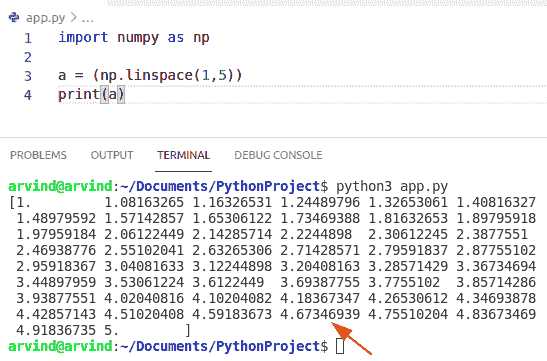 app.py > ...
1 import numpy as np
2
3 a = (np.linspace(1,5))
4 print(a)
PROBLEMS OUTPUT TERMINAL DEBUG CONSOLE
arvind@arvind:~/Documents/PythonProject$ python3 app.py
[1. 1.08163265 1.16326531 1.24489796 1.32653061 1.40816327
1.48979592 1.57142857 1.65306122 1.73469388 1.81632653 1.89795918
1.97959184 2.06122449 2.14285714 2.2244898 2.30612245 2.3877551
2.46938776 2.55102041 2.63265306 2.71428571 2.79591837 2.87755102
2.95918367 3.04081633 3.12244898 3.20408163 3.28571429 3.36734694
3.44897959 3.53061224 3.6122449 3.69387755 3.7755102 3.85714286
3.93877551 4.02040816 4.10204082 4.18367347 4.26530612 4.34693878
4.42857143 4.51020408 4.59183673 4.67346939 4.75510204 4.83673469
4.91836735 5. ]
arvind@arvind:~/Documents/PythonProject$